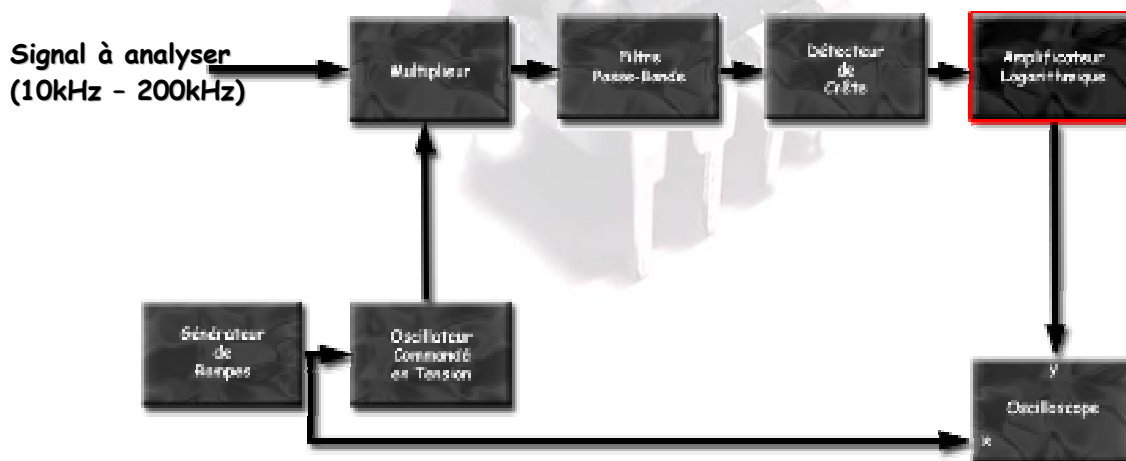 Signal à analyser
(10kHz - 200kHz)
Multiplieur
Filtre
Passe-Bande
Détecteur
de
Crête
Amplificateur
Logarithmique
Générateur
de
Rampes
Oscillateur
Commandé
en Tension
y
Oscilloscope
x